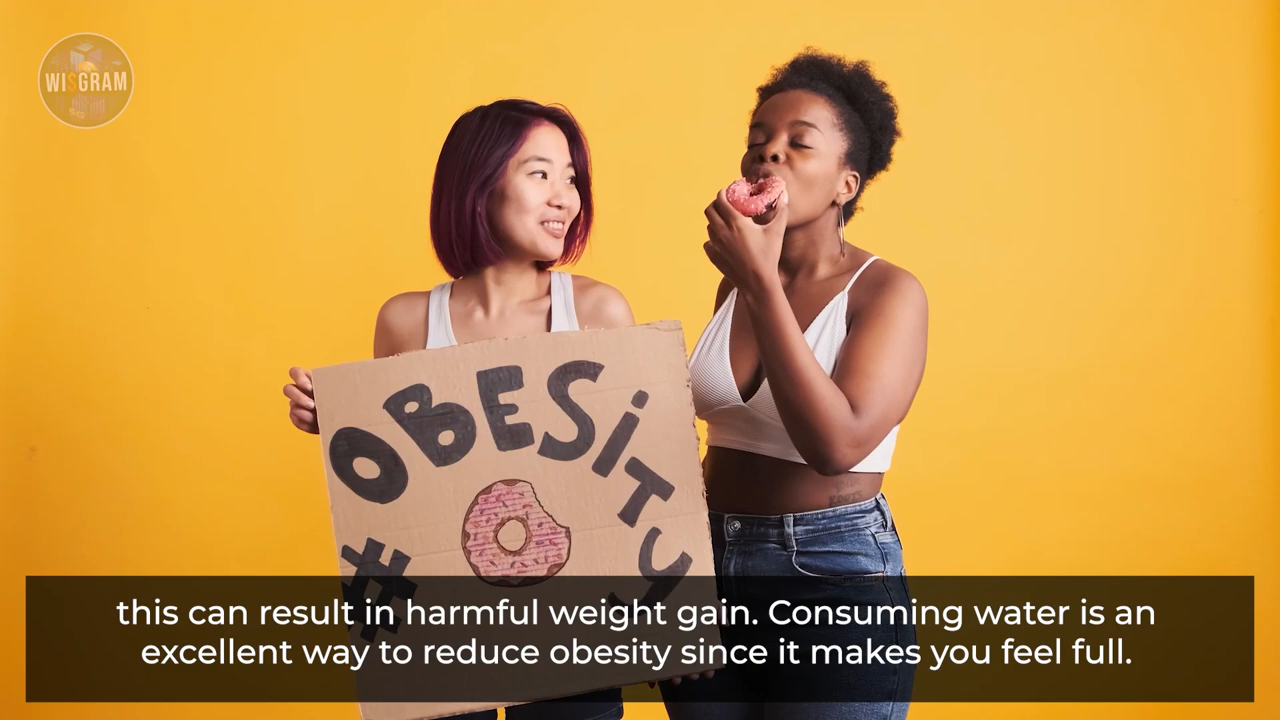 WISGRAM
#OBESiTY
this can result in harmful weight gain. Consuming water is an
excellent way to reduce obesity since it makes you feel full.